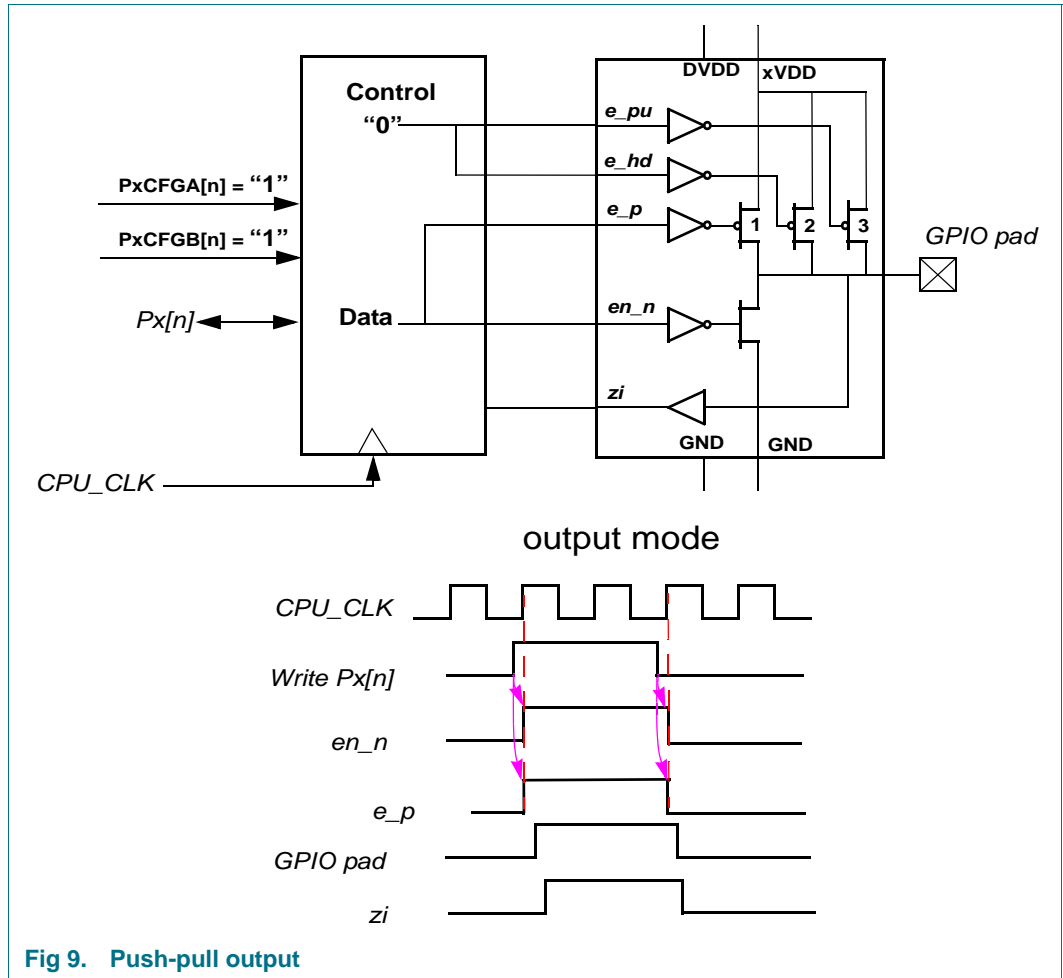 DVDD
xVDD
Control
"0"
e_pu
e_hd
PxCFGA[n] = "1"
e_p
1
2
3
GPIO pad
PxCFGB[n] = "1"
Px[n]
Data
en_n
zi
GND
GND
CPU_CLK
output mode
CPU_CLK
Write Px[n]
en_n
e_p
GPIO pad
zi
Fig 9. Push-pull output